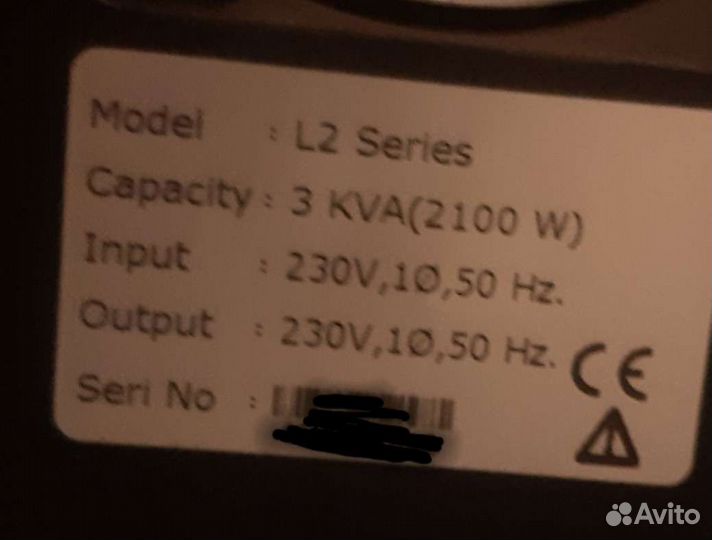 Model : L2 Series
Capacity : 3 KVA(2100 W)
Input : 230V,1Ø,50 Hz.
Output : 230V,1Ø,50 Hz.
CE
Seri No :
Avito